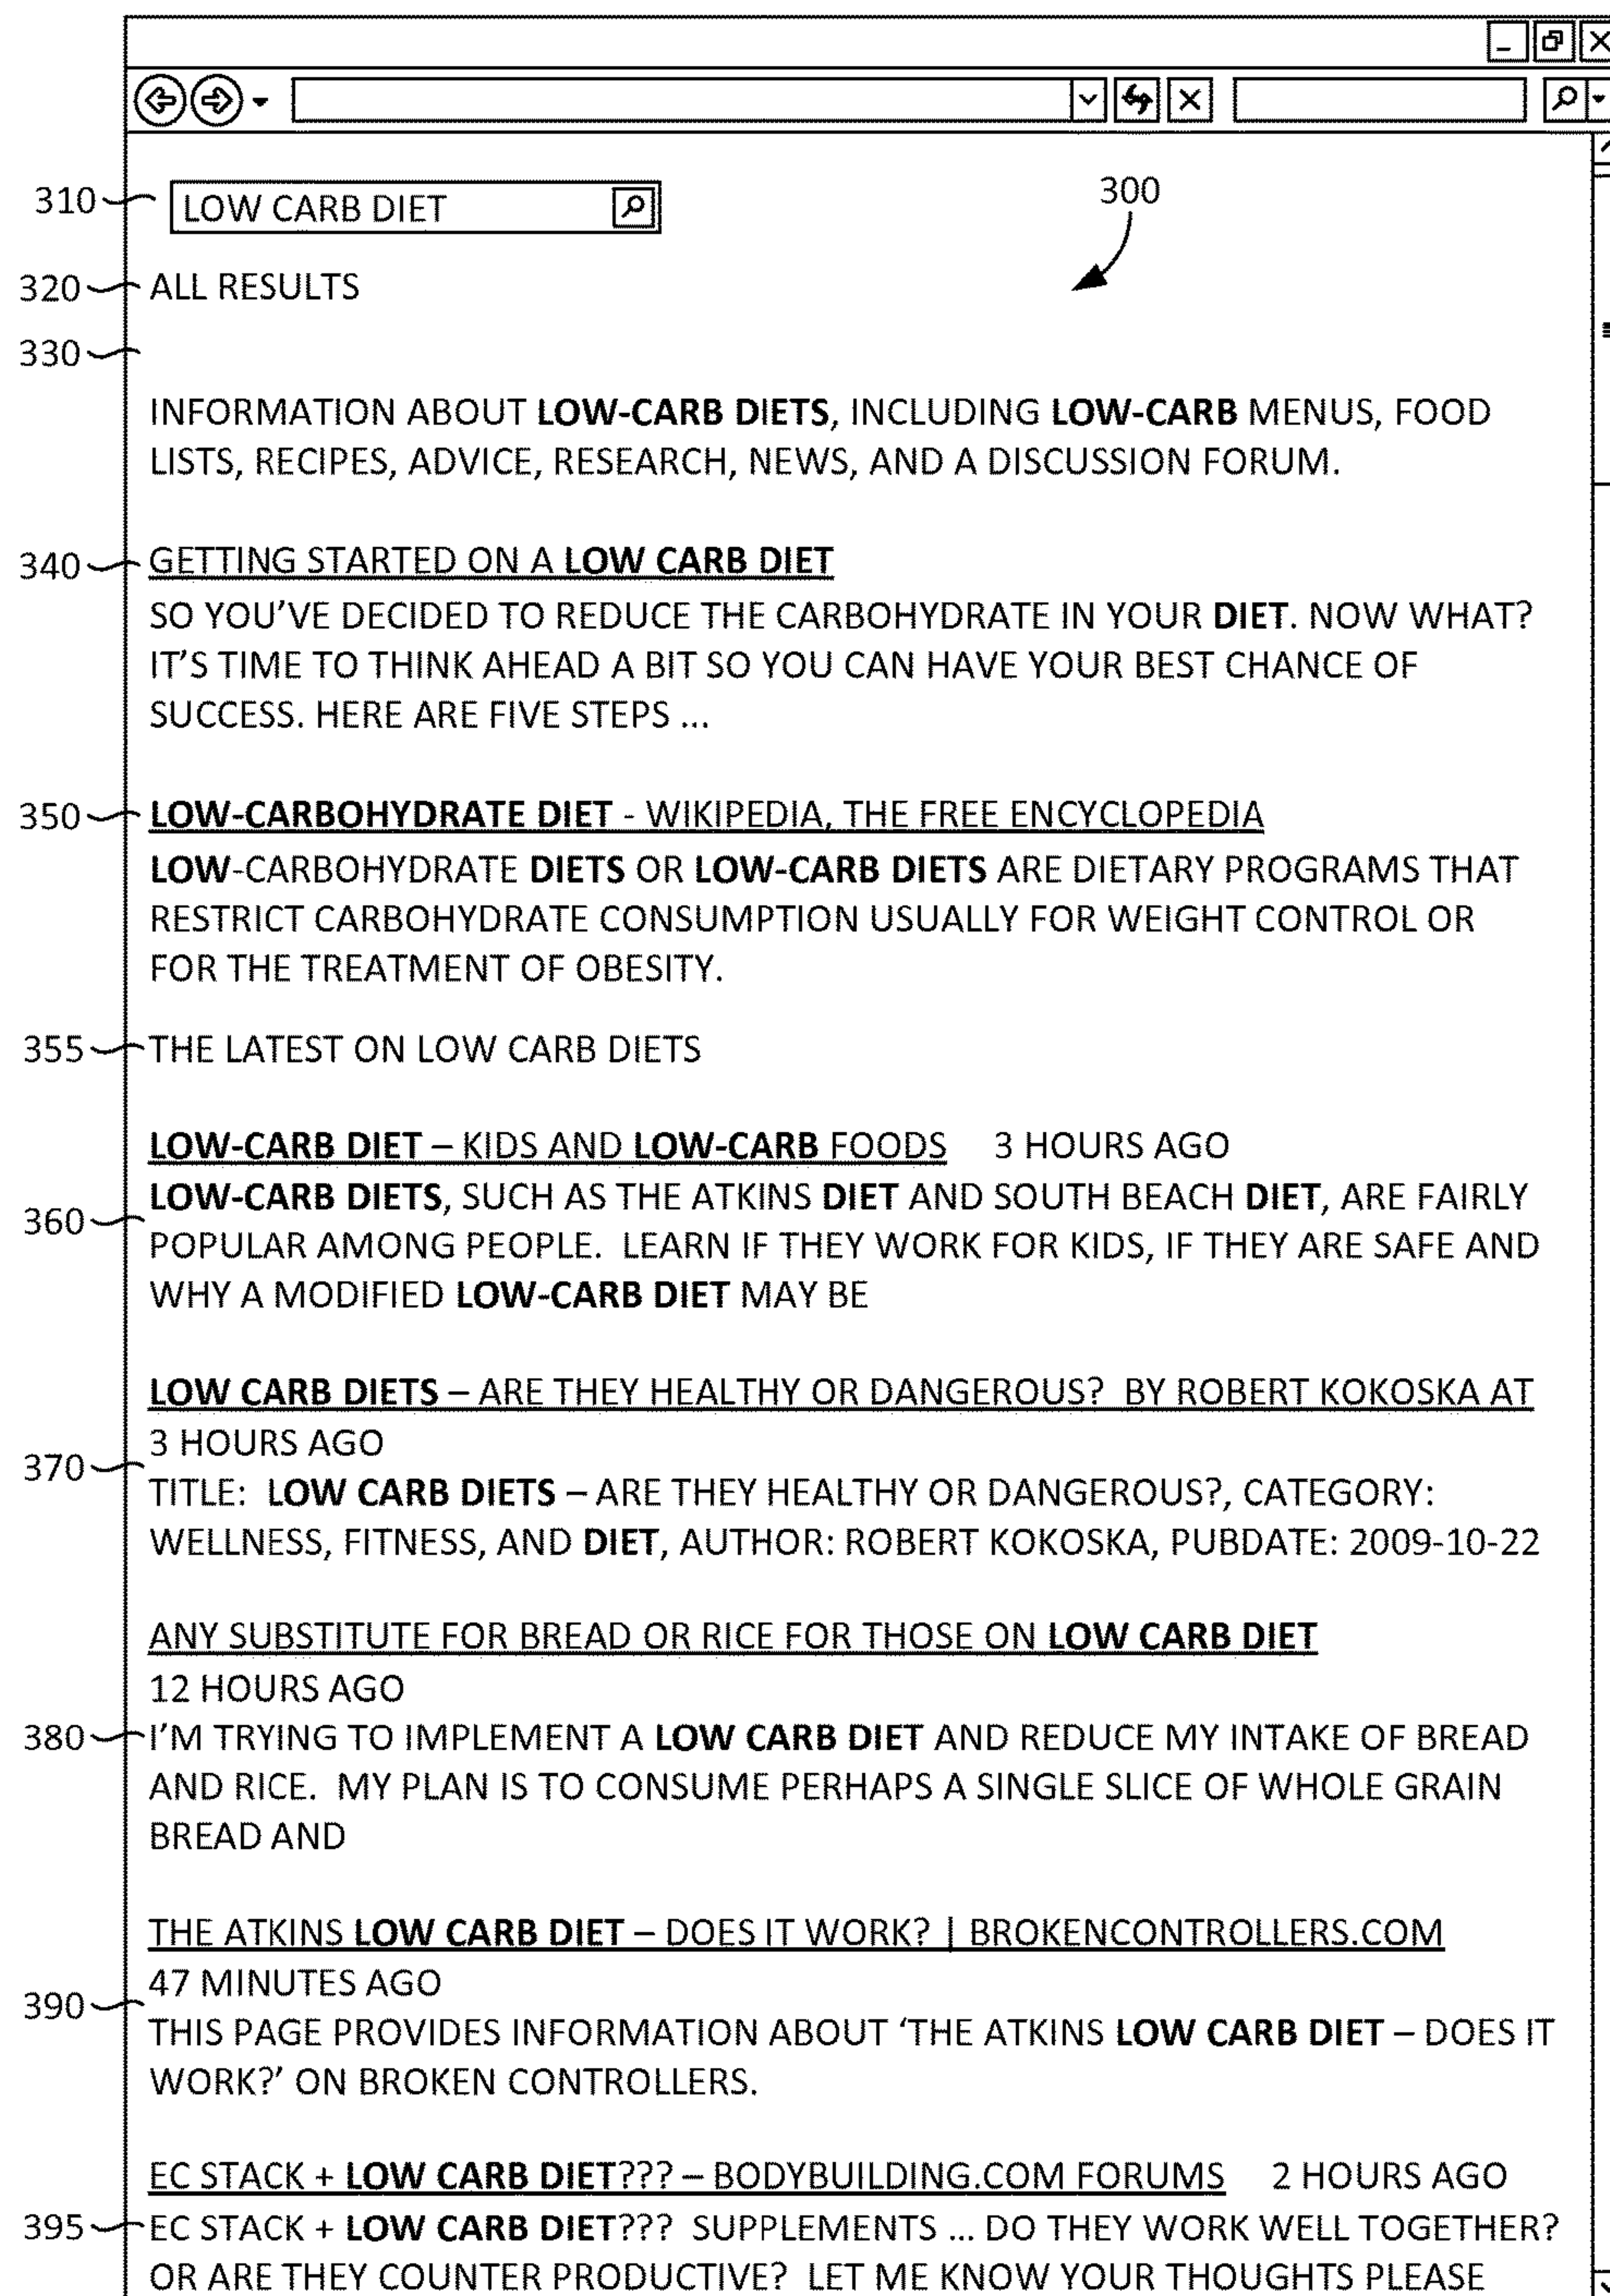 310 LOW CARB DIET
300
320 ALL RESULTS
330
INFORMATION ABOUT LOW-CARB DIETS, INCLUDING LOW-CARB MENUS, FOOD
LISTS, RECIPES, ADVICE, RESEARCH, NEWS, AND A DISCUSSION FORUM.
340 GETTING STARTED ON A LOW CARB DIET
SO YOU'VE DECIDED TO REDUCE THE CARBOHYDRATE IN YOUR DIET. NOW WHAT?
IT'S TIME TO THINK AHEAD A BIT SO YOU CAN HAVE YOUR BEST CHANCE OF
SUCCESS. HERE ARE FIVE STEPS ...
350 LOW-CARBOHYDRATE DIET - WIKIPEDIA, THE FREE ENCYCLOPEDIA
LOW-CARBOHYDRATE DIETS OR LOW-CARB DIETS ARE DIETARY PROGRAMS THAT
RESTRICT CARBOHYDRATE CONSUMPTION USUALLY FOR WEIGHT CONTROL OR
FOR THE TREATMENT OF OBESITY.
355 THE LATEST ON LOW CARB DIETS
LOW-CARB DIET – KIDS AND LOW-CARB FOODS 3 HOURS AGO
LOW-CARB DIETS, SUCH AS THE ATKINS DIET AND SOUTH BEACH DIET, ARE FAIRLY
360
POPULAR AMONG PEOPLE. LEARN IF THEY WORK FOR KIDS, IF THEY ARE SAFE AND
WHY A MODIFIED LOW-CARB DIET MAY BE
LOW CARB DIETS – ARE THEY HEALTHY OR DANGEROUS? BY ROBERT KOKOSKA AT
3 HOURS AGO
370
TITLE: LOW CARB DIETS – ARE THEY HEALTHY OR DANGEROUS?, CATEGORY:
WELLNESS, FITNESS, AND DIET, AUTHOR: ROBERT KOKOSKA, PUBDATE: 2009-10-22
ANY SUBSTITUTE FOR BREAD OR RICE FOR THOSE ON LOW CARB DIET
12 HOURS AGO
380 I'M TRYING TO IMPLEMENT A LOW CARB DIET AND REDUCE MY INTAKE OF BREAD
AND RICE. MY PLAN IS TO CONSUME PERHAPS A SINGLE SLICE OF WHOLE GRAIN
BREAD AND
THE ATKINS LOW CARB DIET – DOES IT WORK? | BROKENCONTROLLERS.COM
47 MINUTES AGO
390
THIS PAGE PROVIDES INFORMATION ABOUT 'THE ATKINS LOW CARB DIET – DOES IT
WORK?' ON BROKEN CONTROLLERS.
EC STACK + LOW CARB DIET??? – BODYBUILDING.COM FORUMS 2 HOURS AGO
395 EC STACK + LOW CARB DIET??? SUPPLEMENTS ... DO THEY WORK WELL TOGETHER?
OR ARE THEY COUNTER PRODUCTIVE? LET ME KNOW YOUR THOUGHTS PLEASE